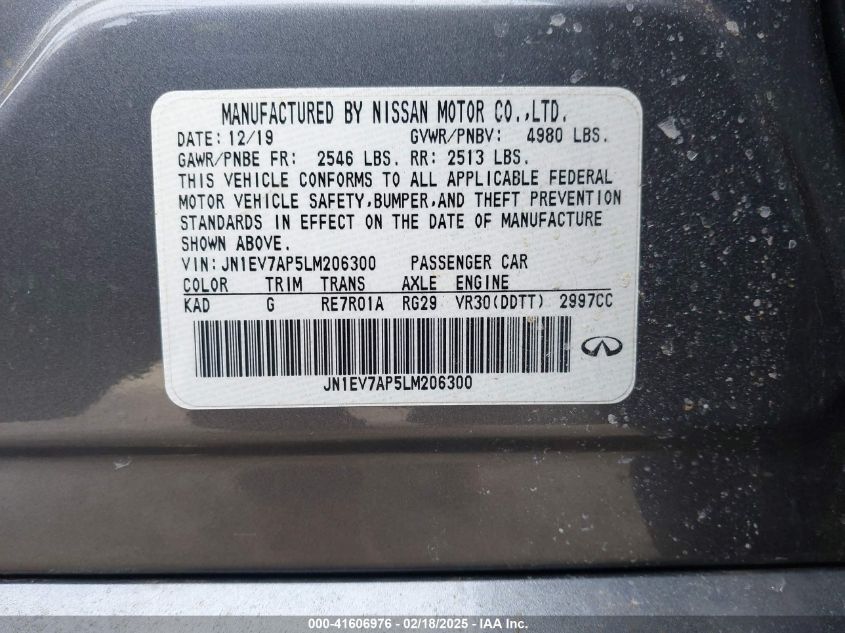 MANUFACTURED BY NISSAN MOTOR CO.,LTD.
DATE: 12/19 GVWR/PNBV: 4980 LBS.
GAWR/PNBE FR: 2546 LBS. RR: 2513 LBS.
THIS VEHICLE CONFORMS TO ALL APPLICABLE FEDERAL
MOTOR VEHICLE SAFETY,BUMPER,AND THEFT PREVENTION
STANDARDS IN EFFECT ON THE DATE OF MANUFACTURE
SHOWN ABOVE.
VIN: JN1EV7AP5LM206300 PASSENGER CAR
COLOR TRIM TRANS AXLE ENGINE
KAD G RE7R01A RG29 VR30(DDTT) 2997CC
JN1EV7AP5LM206300
000-41606976 - 02/18/2025 - IAA Inc.